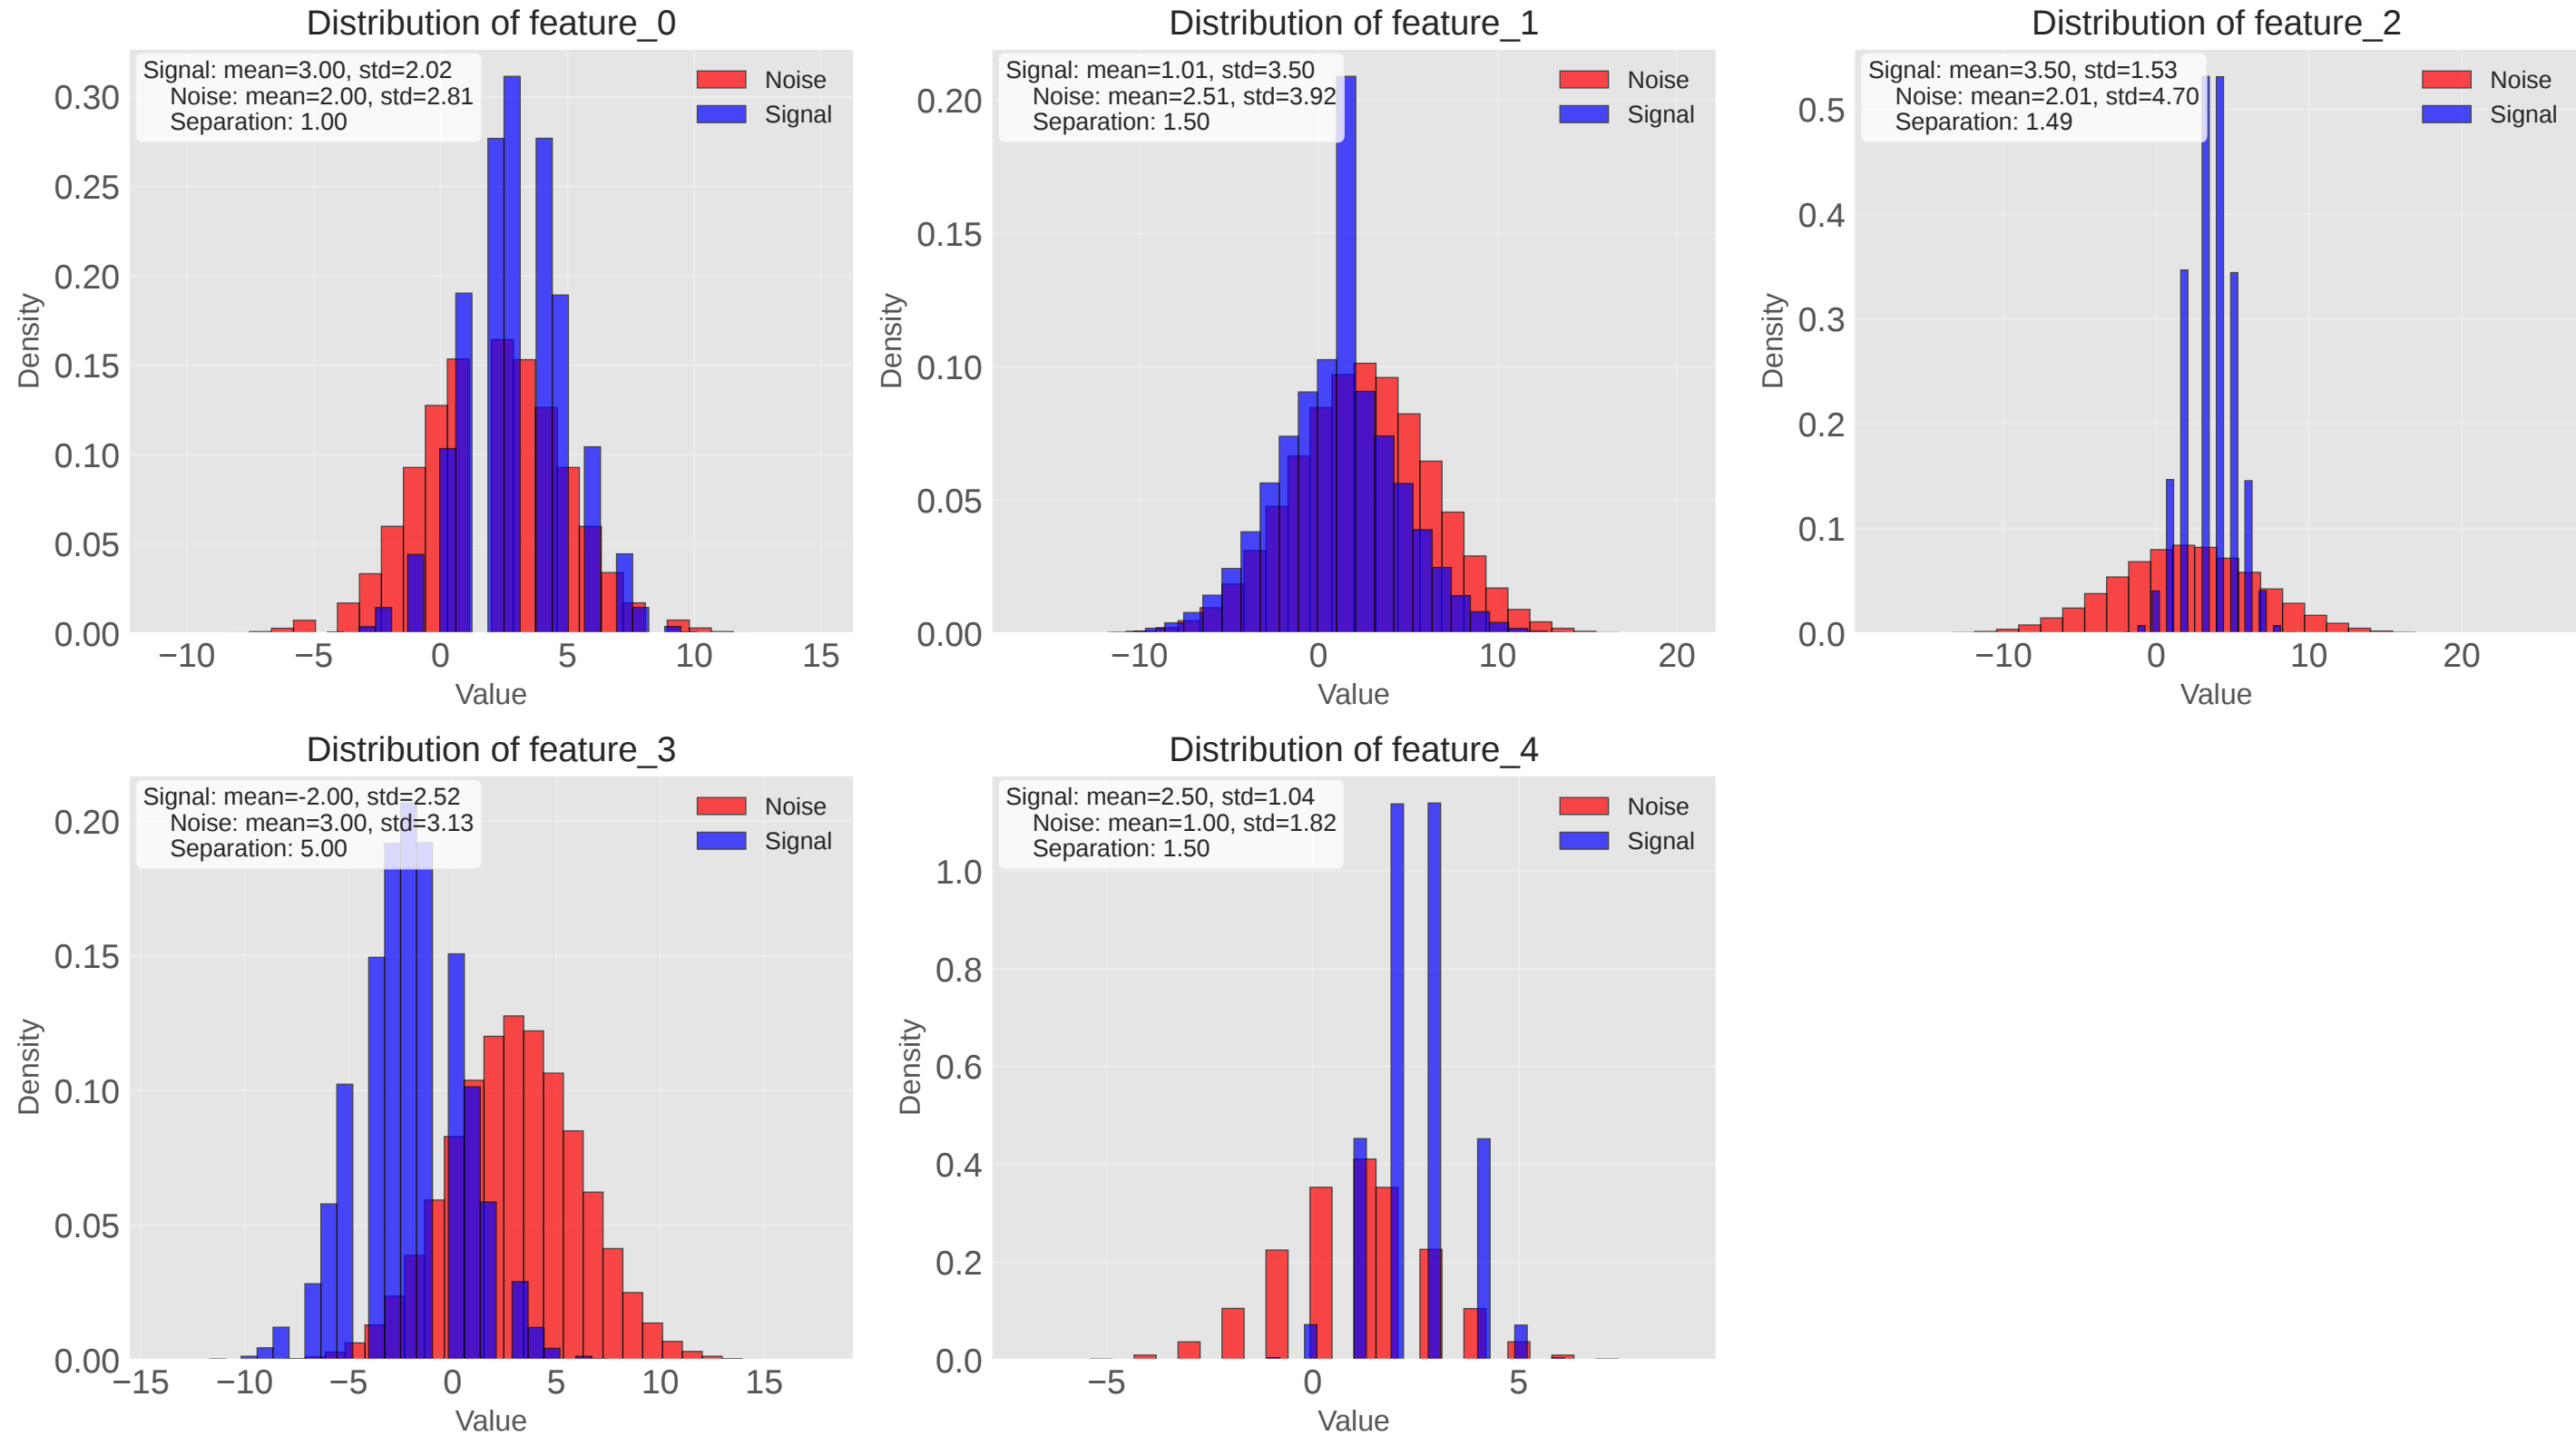 Distribution of feature_0
Signal: mean=3.00, std=2.02
Noise: mean=2.00, std=2.81
Separation: 1.00
Noise
Signal
0.30
0.25
0.20
0.15
0.10
0.05
0.00
Density
−10
−5
0
5
10
15
Value
Distribution of feature_1
Signal: mean=1.01, std=3.50
Noise: mean=2.51, std=3.92
Separation: 1.50
Noise
Signal
0.20
0.15
0.10
0.05
0.00
Density
−10
0
10
20
Value
Distribution of feature_2
Signal: mean=3.50, std=1.53
Noise: mean=2.01, std=4.70
Separation: 1.49
Noise
Signal
0.5
0.4
0.3
0.2
0.1
0.0
Density
−10
0
10
20
Value
Distribution of feature_3
Signal: mean=-2.00, std=2.52
Noise: mean=3.00, std=3.13
Separation: 5.00
Noise
Signal
0.20
0.15
0.10
0.05
0.00
Density
−15
−10
−5
0
5
10
15
Value
Distribution of feature_4
Signal: mean=2.50, std=1.04
Noise: mean=1.00, std=1.82
Separation: 1.50
Noise
Signal
1.0
0.8
0.6
0.4
0.2
0.0
Density
−5
0
5
Value